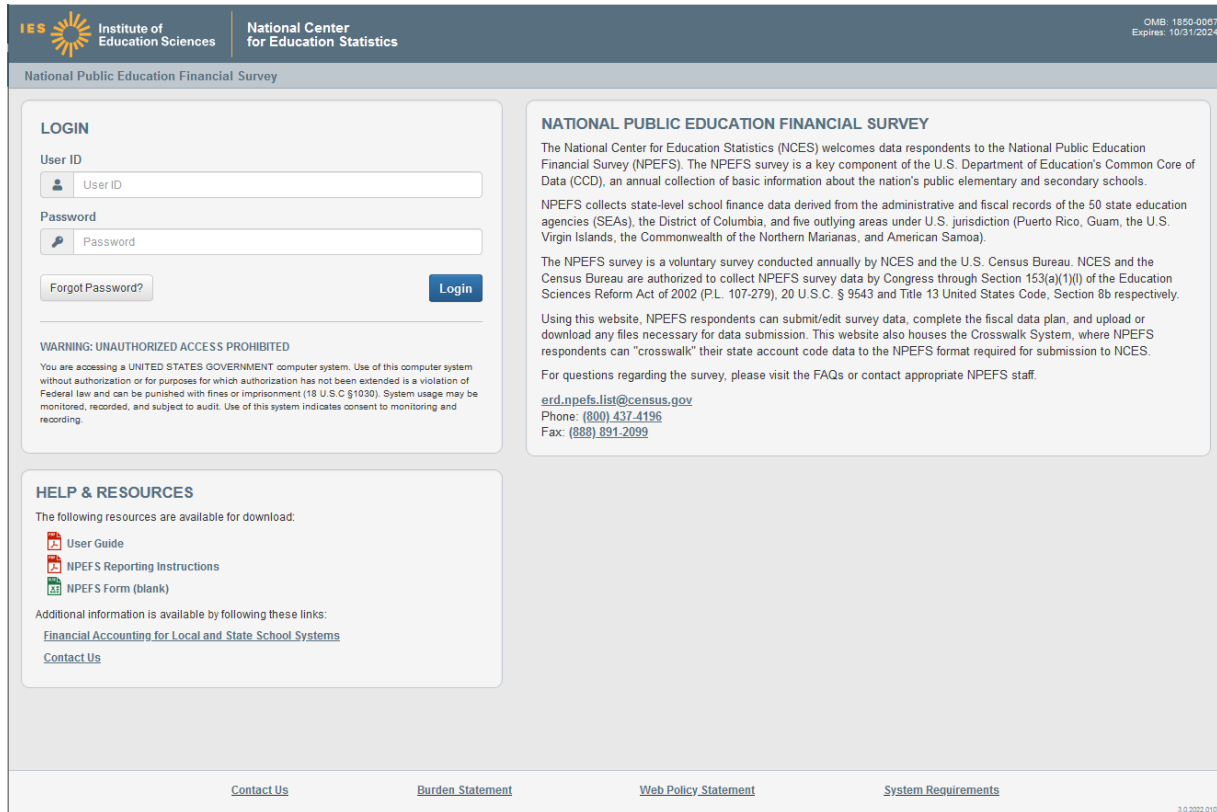 IES Institute of Education Sciences
National Center for Education Statistics
OMB: 1850-0067
Expires: 10/31/2024
National Public Education Financial Survey
LOGIN
User ID
User ID
Password
Password
Forgot Password?
Login
WARNING: UNAUTHORIZED ACCESS PROHIBITED
You are accessing a UNITED STATES GOVERNMENT computer system. Use of this computer system
without authorization or for purposes for which authorization has not been extended is a violation of
Federal law and can be punished with fines or imprisonment (18 U.S.C §1030). System usage may be
monitored, recorded, and subject to audit. Use of this system indicates consent to monitoring and
recording.
NATIONAL PUBLIC EDUCATION FINANCIAL SURVEY
The National Center for Education Statistics (NCES) welcomes data respondents to the National Public Education
Financial Survey (NPEFS). The NPEFS survey is a key component of the U.S. Department of Education's Common Core of
Data (CCD), an annual collection of basic information about the nation's public elementary and secondary schools.
NPEFS collects state-level school finance data derived from the administrative and fiscal records of the 50 state education
agencies (SEAs), the District of Columbia, and five outlying areas under U.S. jurisdiction (Puerto Rico, Guam, the U.S.
Virgin Islands, the Commonwealth of the Northern Marianas, and American Samoa).
The NPEFS survey is a voluntary survey conducted annually by NCES and the U.S. Census Bureau. NCES and the
Census Bureau are authorized to collect NPEFS survey data by Congress through Section 153(a)(1)(I) of the Education
Sciences Reform Act of 2002 (P.L. 107-279), 20 U.S.C. § 9543 and Title 13 United States Code, Section 8b respectively.
Using this website, NPEFS respondents can submit/edit survey data, complete the fiscal data plan, and upload or
download any files necessary for data submission. This website also houses the Crosswalk System, where NPEFS
respondents can "crosswalk" their state account code data to the NPEFS format required for submission to NCES.
For questions regarding the survey, please visit the FAQs or contact appropriate NPEFS staff.
erd.npefs.list@census.gov
Phone: (800) 437-4196
Fax: (888) 891-2099
HELP & RESOURCES
The following resources are available for download:
User Guide
NPEFS Reporting Instructions
NPEFS Form (blank)
Additional information is available by following these links:
Financial Accounting for Local and State School Systems
Contact Us
Contact Us
Burden Statement
Web Policy Statement
System Requirements
3.0.2022.010